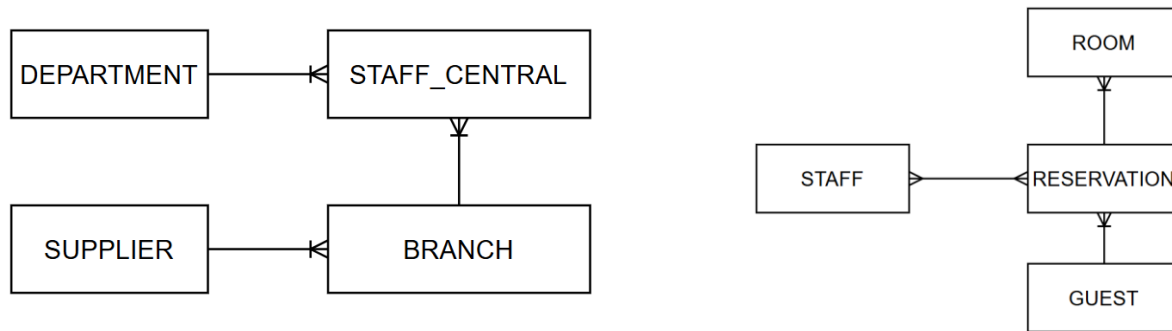 DEPARTMENT
STAFF_CENTRAL
SUPPLIER
BRANCH
ROOM
STAFF
RESERVATION
GUEST